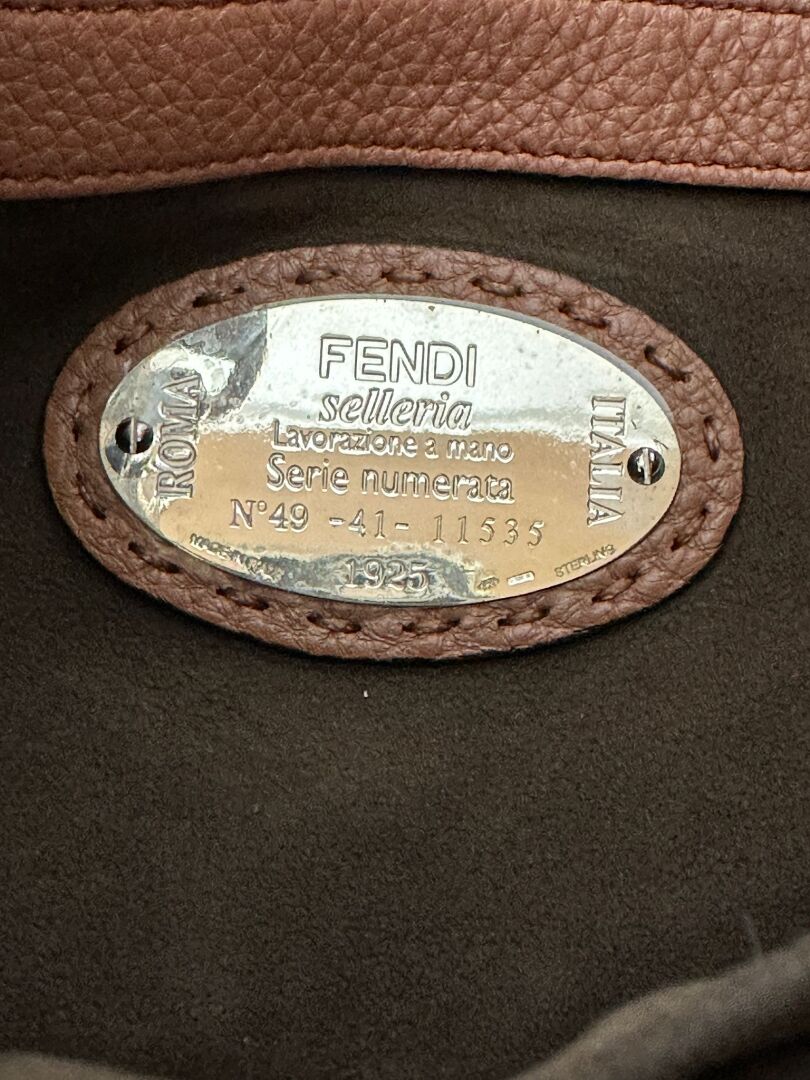 FENDI
selleria
Lavorazione a mano
Serie numerata
N°49 -41- 11535
1925
ROMA
ITALIA
STERLING